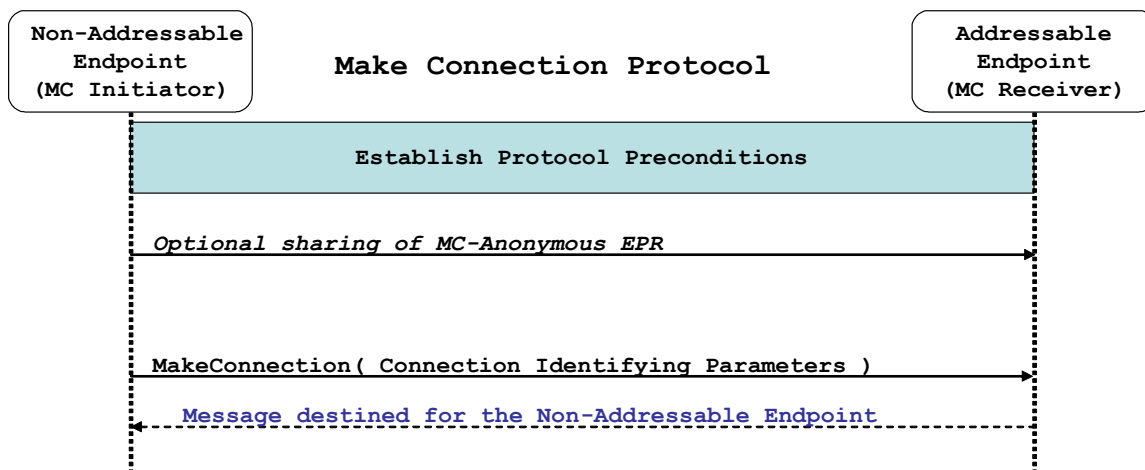 Non-Addressable
Endpoint
(MC Initiator)
Make Connection Protocol
Addressable
Endpoint
(MC Receiver)
Establish Protocol Preconditions
Optional sharing of MC-Anonymous EPR
MakeConnection( Connection Identifying Parameters )
Message destined for the Non-Addressable Endpoint